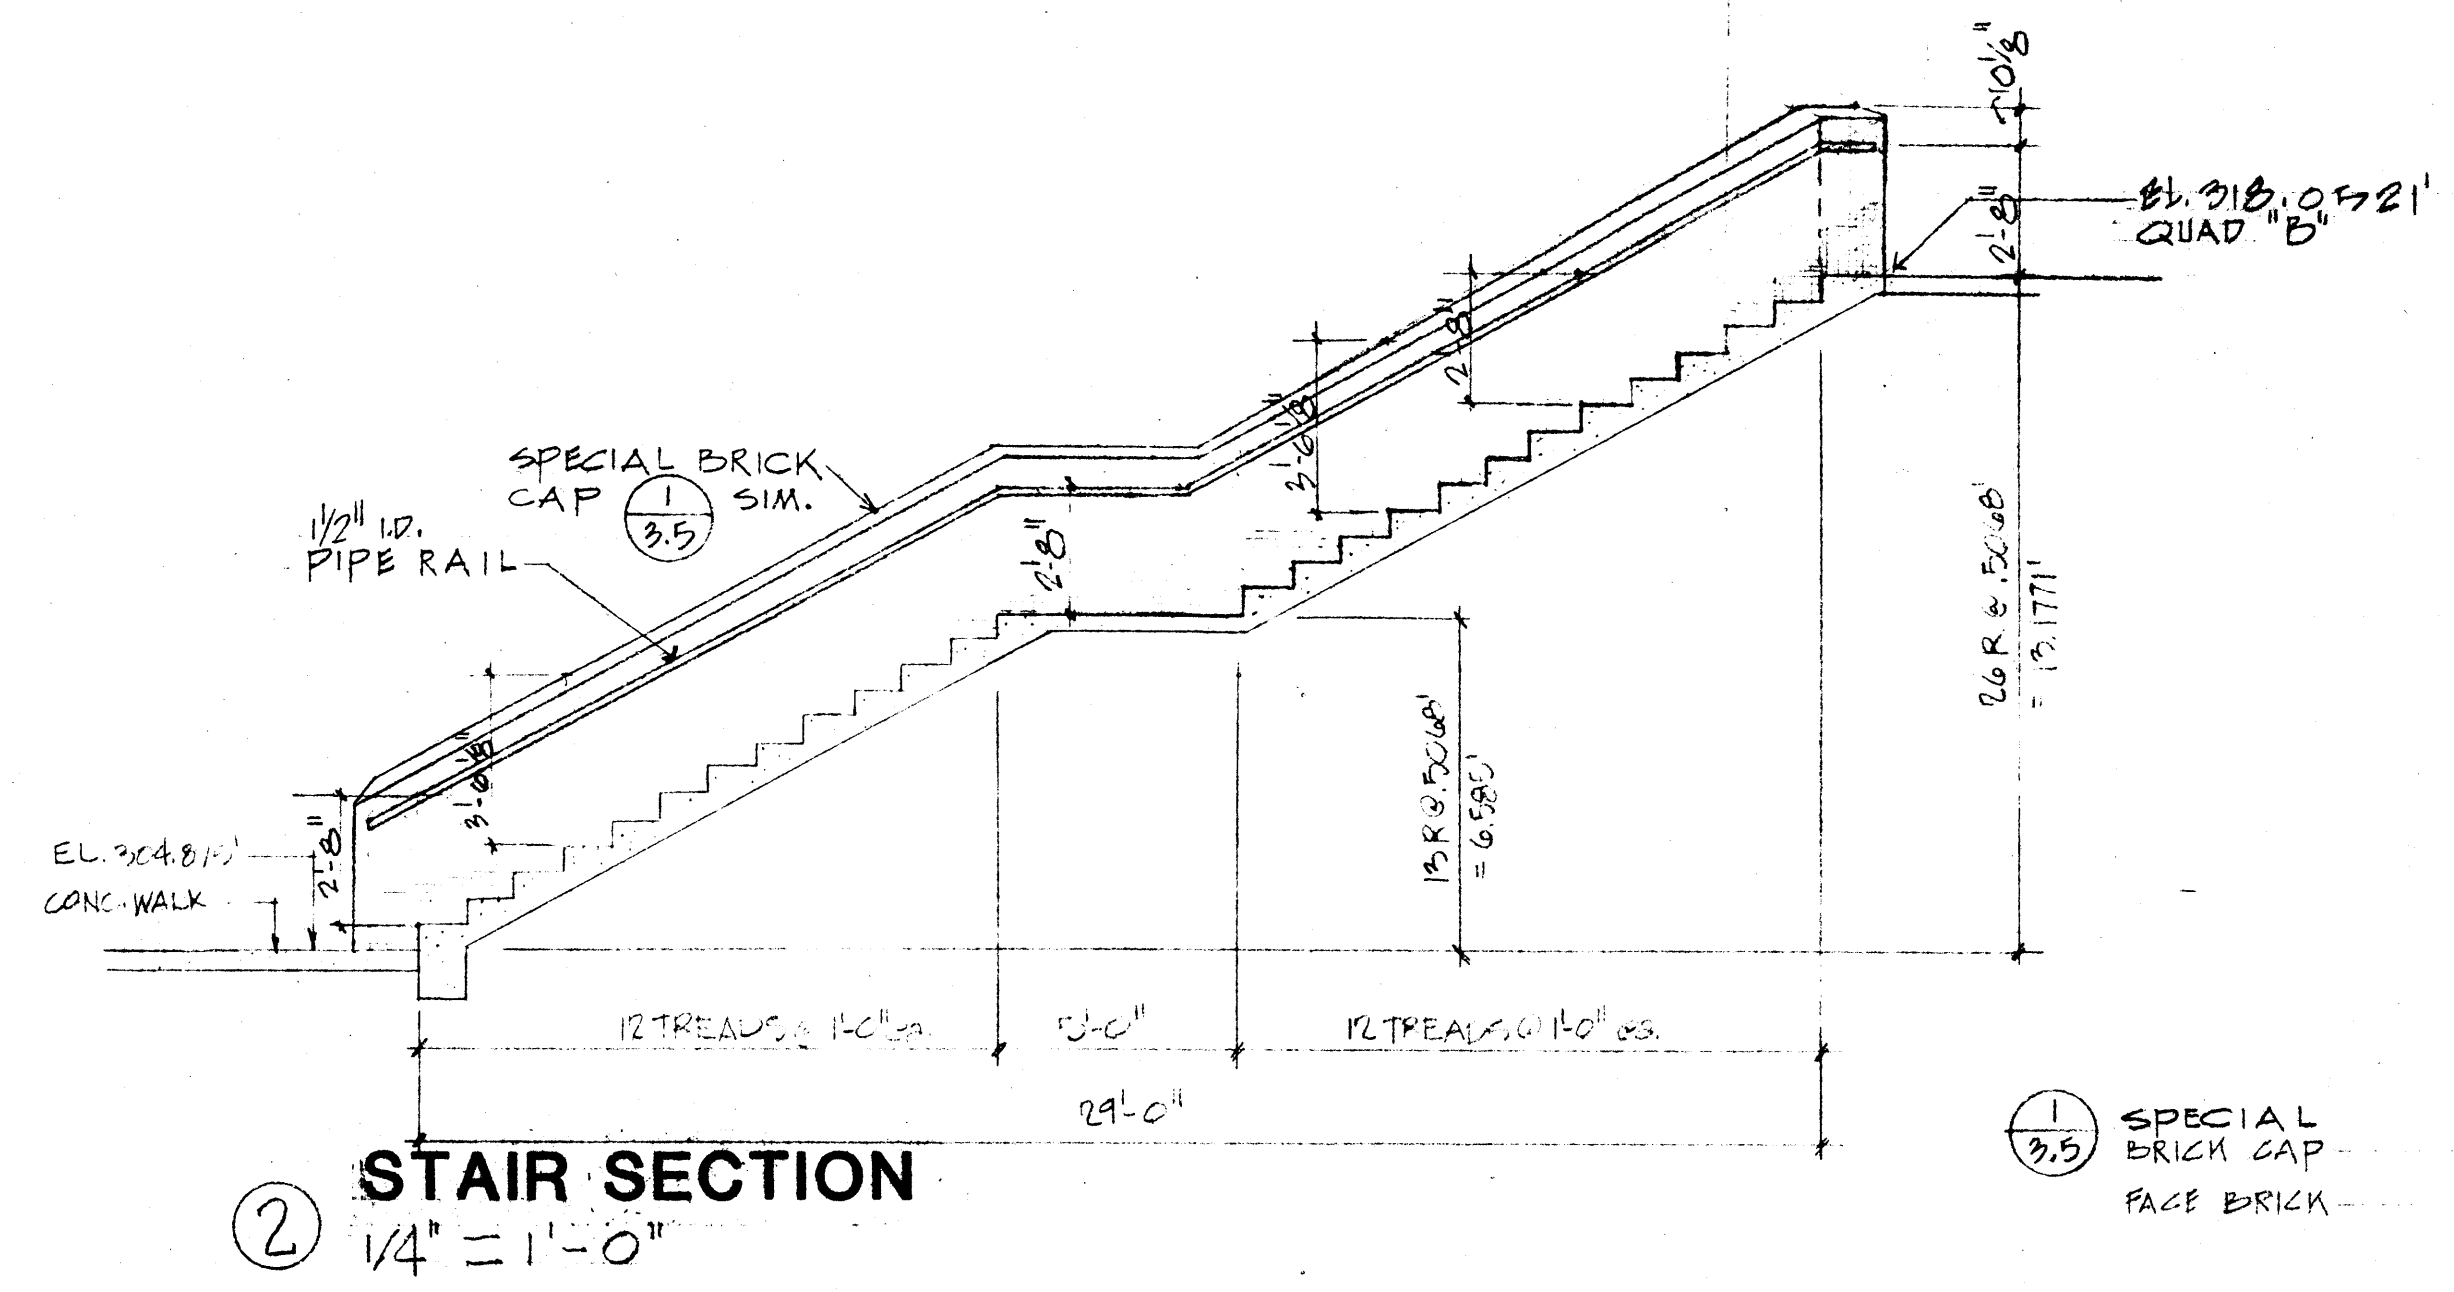 10 1/8"
EL. 318.0521'
QUAD "B"
2'-8"
2'-8"
3'-6 1/8"
SPECIAL BRICK
CAP 1/3.5 SIM.
1 1/2" I.D.
PIPE RAIL
2'-8"
26 R @ .5068'
= 13.1771'
3'-6 1/8"
13 R @ .5068'
= 6.585'
2'-8"
CONC. WALK
12 TREADS @ 1'-0" ea.
5'-0"
12 TREADS @ 1'-0" ea.
29'-0"
2
STAIR SECTION
1/4" = 1'-0"
1/3.5
SPECIAL
BRICK CAP
FACE BRICK